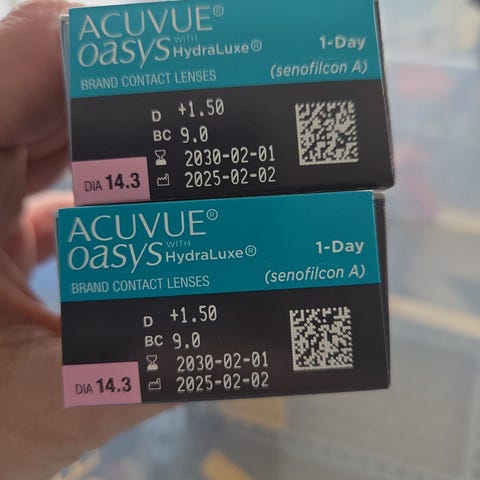 ACUVUE®
oasys WITH HydraLuxe® 1-Day
BRAND CONTACT LENSES (senofilcon A)
D +1.50
BC 9.0
2030-02-01
DIA 14.3 2025-02-02
ACUVUE®
oasys WITH HydraLuxe® 1-Day
BRAND CONTACT LENSES (senofilcon A)
D +1.50
BC 9.0
2030-02-01
DIA 14.3 2025-02-02